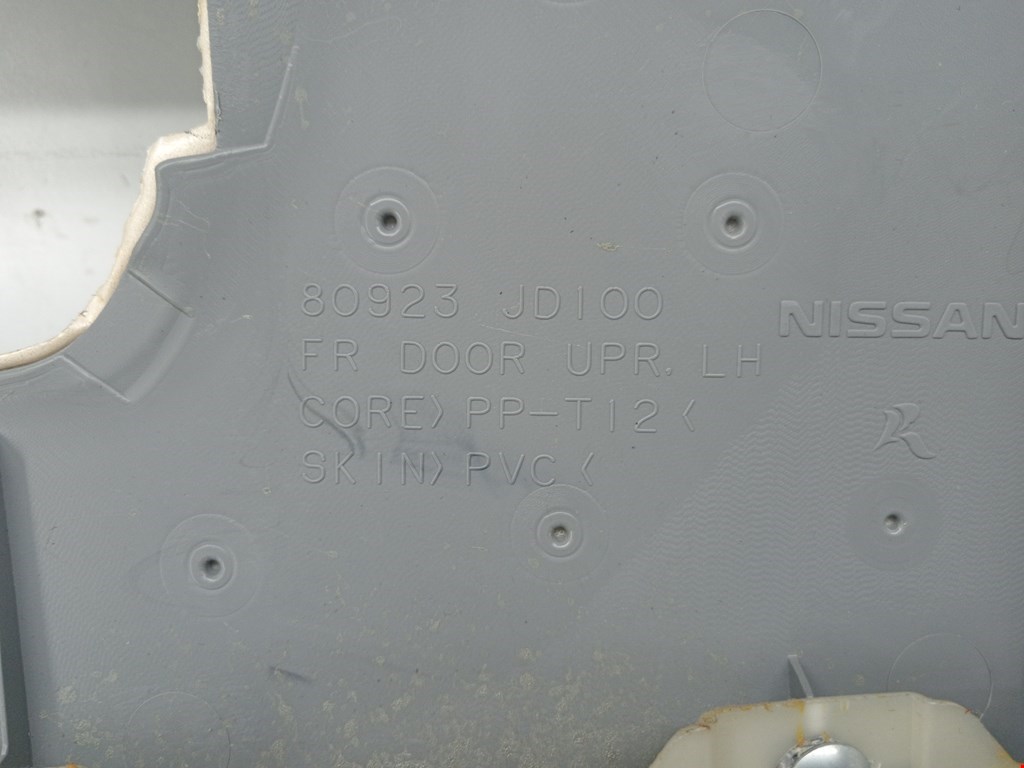 80923 JD100
FR DOOR UPR. LH
CORE>PP-T12<
SKIN>PVC<
NISSAN